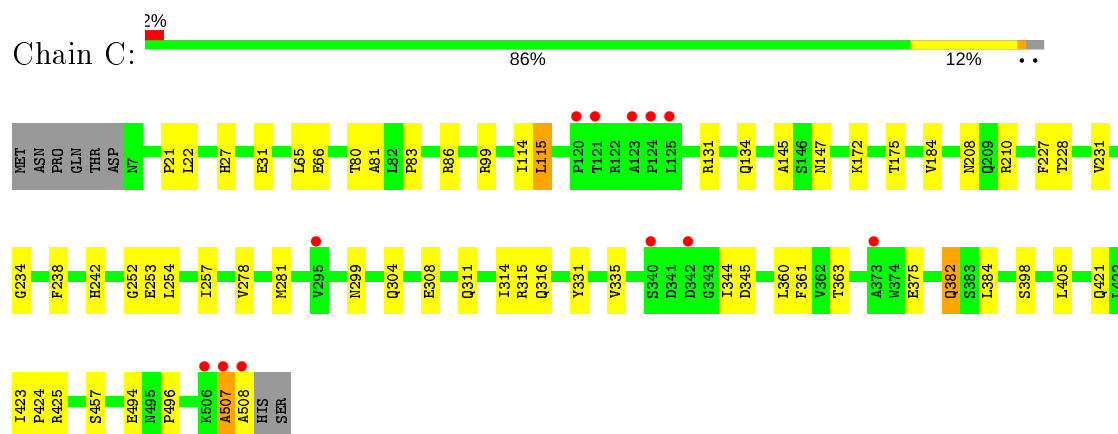 2%
Chain C:
86% 12% • •
MET ASN PRO GLN THR ASP N7 P21 L22 H27 E31 L65 E66 T80 A81 L82 P83 R86 R99 I114 L115 P120 T121 R122 A123 P124 L125 R131 Q134 A145 S146 N147 K172 T175 V184 N208 Q209 R210 F227 T228 V231
G234 F238 H242 G252 E253 L254 I257 V278 M281 V295 N299 Q304 E308 Q311 I314 R315 Q316 Y331 V335 S340 D341 D342 G343 I344 D345 L360 F361 V362 T363 A373 W374 E375 Q382 S383 L384 S398 L405 Q421
I423 P424 R425 S457 E494 N495 P496 K506 A507 A508 HIS SER